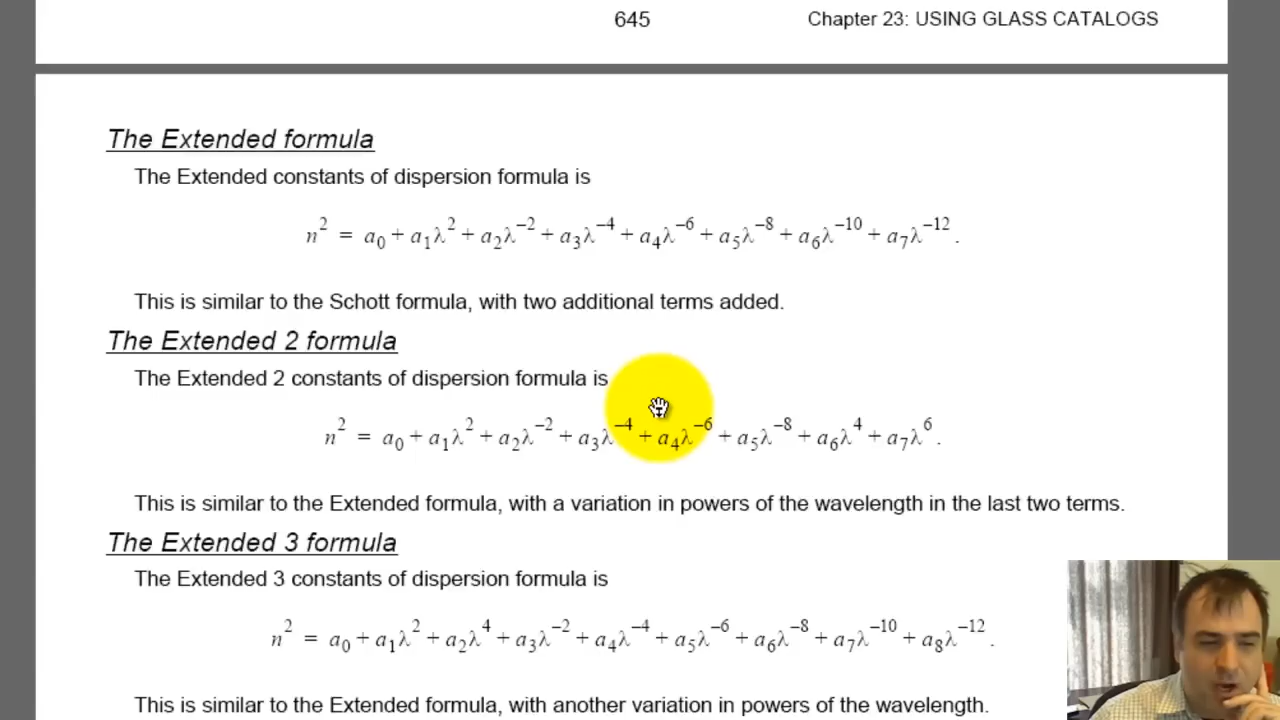 645
Chapter 23: USING GLASS CATALOGS
The Extended formula
The Extended constants of dispersion formula is
n² = a₀ + a₁λ² + a₂λ⁻² + a₃λ⁻⁴ + a₄λ⁻⁶ + a₅λ⁻⁸ + a₆λ⁻¹⁰ + a₇λ⁻¹² .
This is similar to the Schott formula, with two additional terms added.
The Extended 2 formula
The Extended 2 constants of dispersion formula is
n² = a₀ + a₁λ² + a₂λ⁻² + a₃λ⁻⁴ + a₄λ⁻⁶ + a₅λ⁻⁸ + a₆λ⁴ + a₇λ⁶ .
This is similar to the Extended formula, with a variation in powers of the wavelength in the last two terms.
The Extended 3 formula
The Extended 3 constants of dispersion formula is
n² = a₀ + a₁λ² + a₂λ⁴ + a₃λ⁻² + a₄λ⁻⁴ + a₅λ⁻⁶ + a₆λ⁻⁸ + a₇λ⁻¹⁰ + a₈λ⁻¹² .
This is similar to the Extended formula, with another variation in powers of the wavelength.